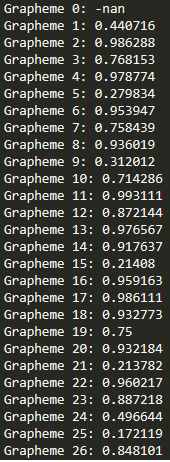 Grapheme 0: -nan
Grapheme 1: 0.440716
Grapheme 2: 0.986288
Grapheme 3: 0.768153
Grapheme 4: 0.978774
Grapheme 5: 0.279834
Grapheme 6: 0.953947
Grapheme 7: 0.758439
Grapheme 8: 0.936019
Grapheme 9: 0.312012
Grapheme 10: 0.714286
Grapheme 11: 0.993111
Grapheme 12: 0.872144
Grapheme 13: 0.976567
Grapheme 14: 0.917637
Grapheme 15: 0.21408
Grapheme 16: 0.959163
Grapheme 17: 0.986111
Grapheme 18: 0.932773
Grapheme 19: 0.75
Grapheme 20: 0.932184
Grapheme 21: 0.213782
Grapheme 22: 0.960217
Grapheme 23: 0.887218
Grapheme 24: 0.496644
Grapheme 25: 0.172119
Grapheme 26: 0.848101